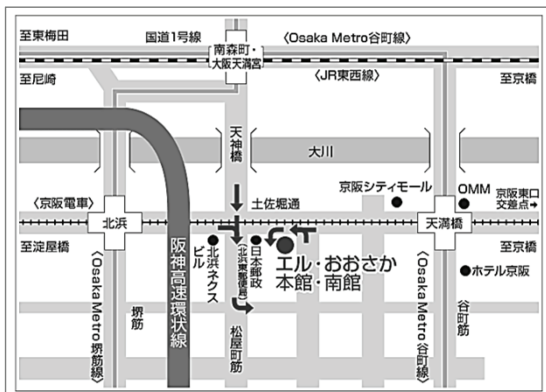 至東梅田
国道1号線
南森町・
大阪天満宮
〈Osaka Metro谷町線〉
至尼崎
〈JR東西線〉
至京橋
天神橋
大川
京阪シティモール
OMM
京阪東口
交差点→
〈京阪電車〉
土佐堀通
北浜
天満橋
至淀屋橋
阪神高速環状線
北浜ネクス
ビル
日本郵政
(北浜東郵便局)
エル・おおさか
本館・南館
至京橋
ホテル京阪
〈Osaka Metro堺筋線〉
堺筋
松屋町筋
〈Osaka Metro谷町線〉
谷町筋